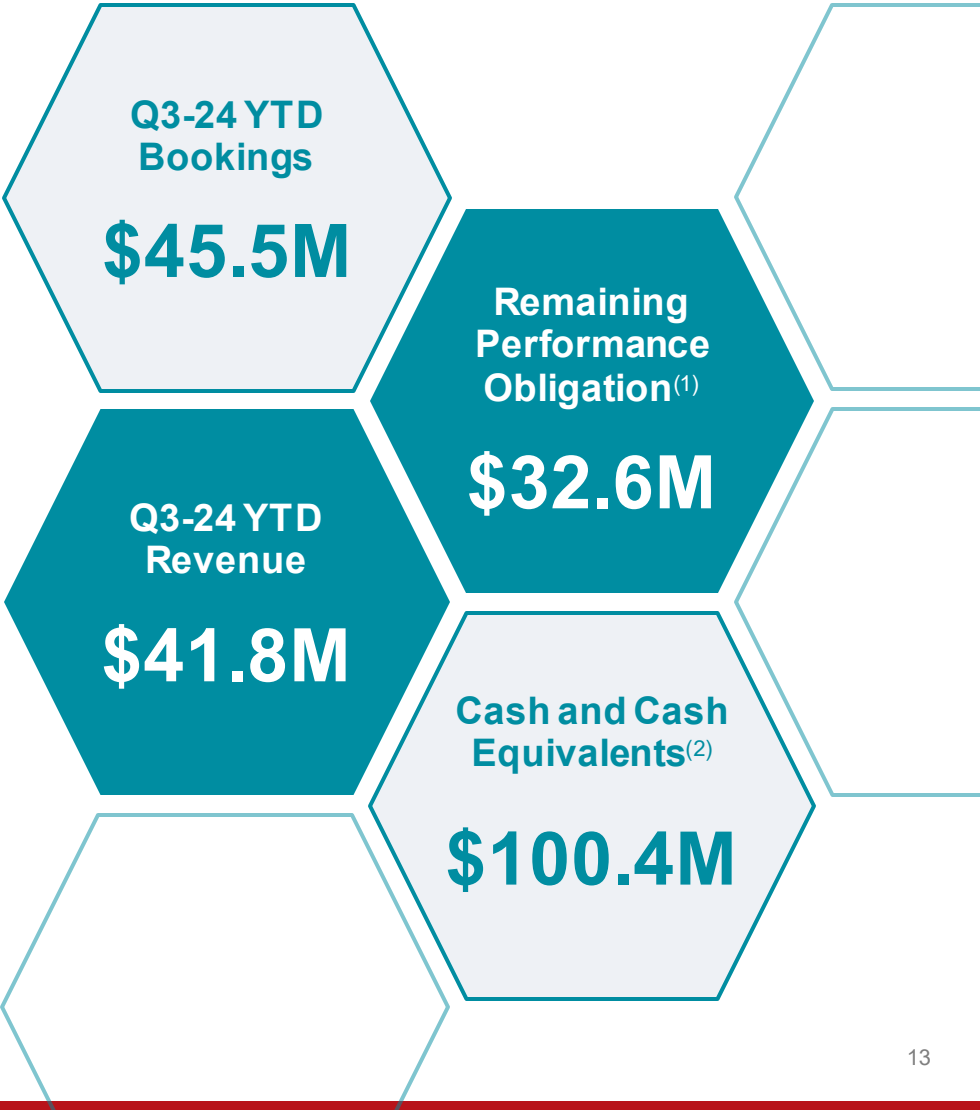 Q3-24 YTD
Bookings
$45.5M
Remaining
Performance
Obligation(1)
$32.6M
Q3-24 YTD
Revenue
$41.8M
Cash and Cash
Equivalents(2)
$100.4M
13